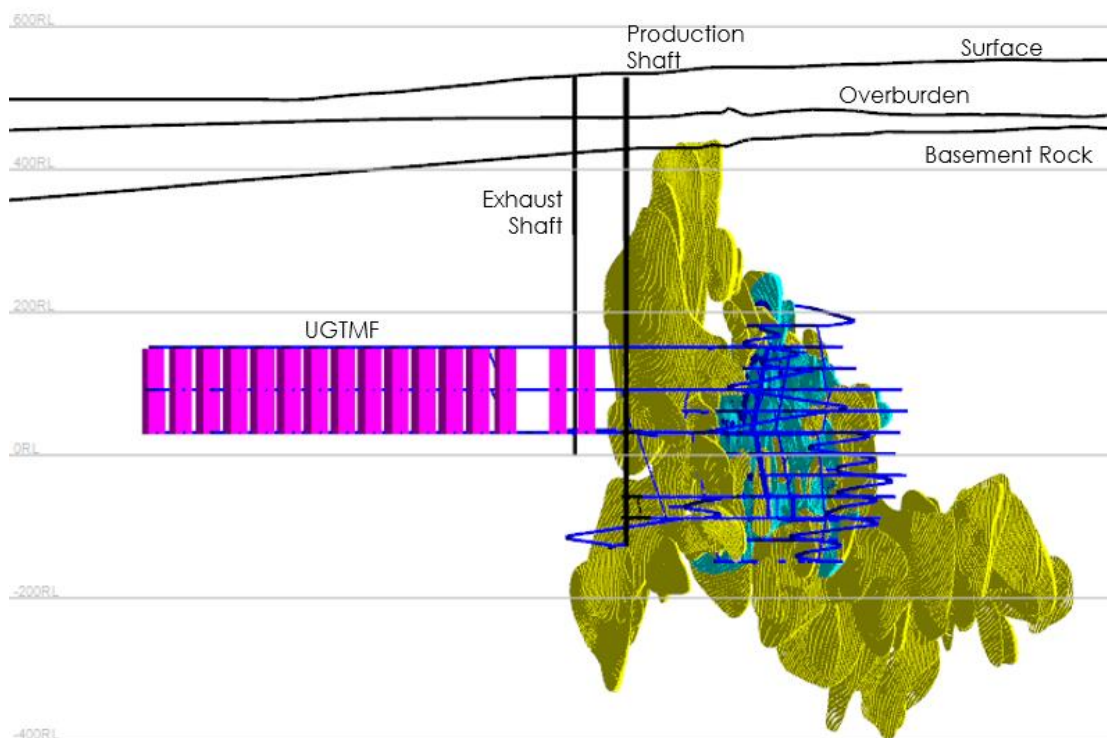 600RL
Production
Shaft
Surface
Overburden
400RL
Basement Rock
Exhaust
Shaft
200RL
UGTMF
0RL
-200RL
-400RL